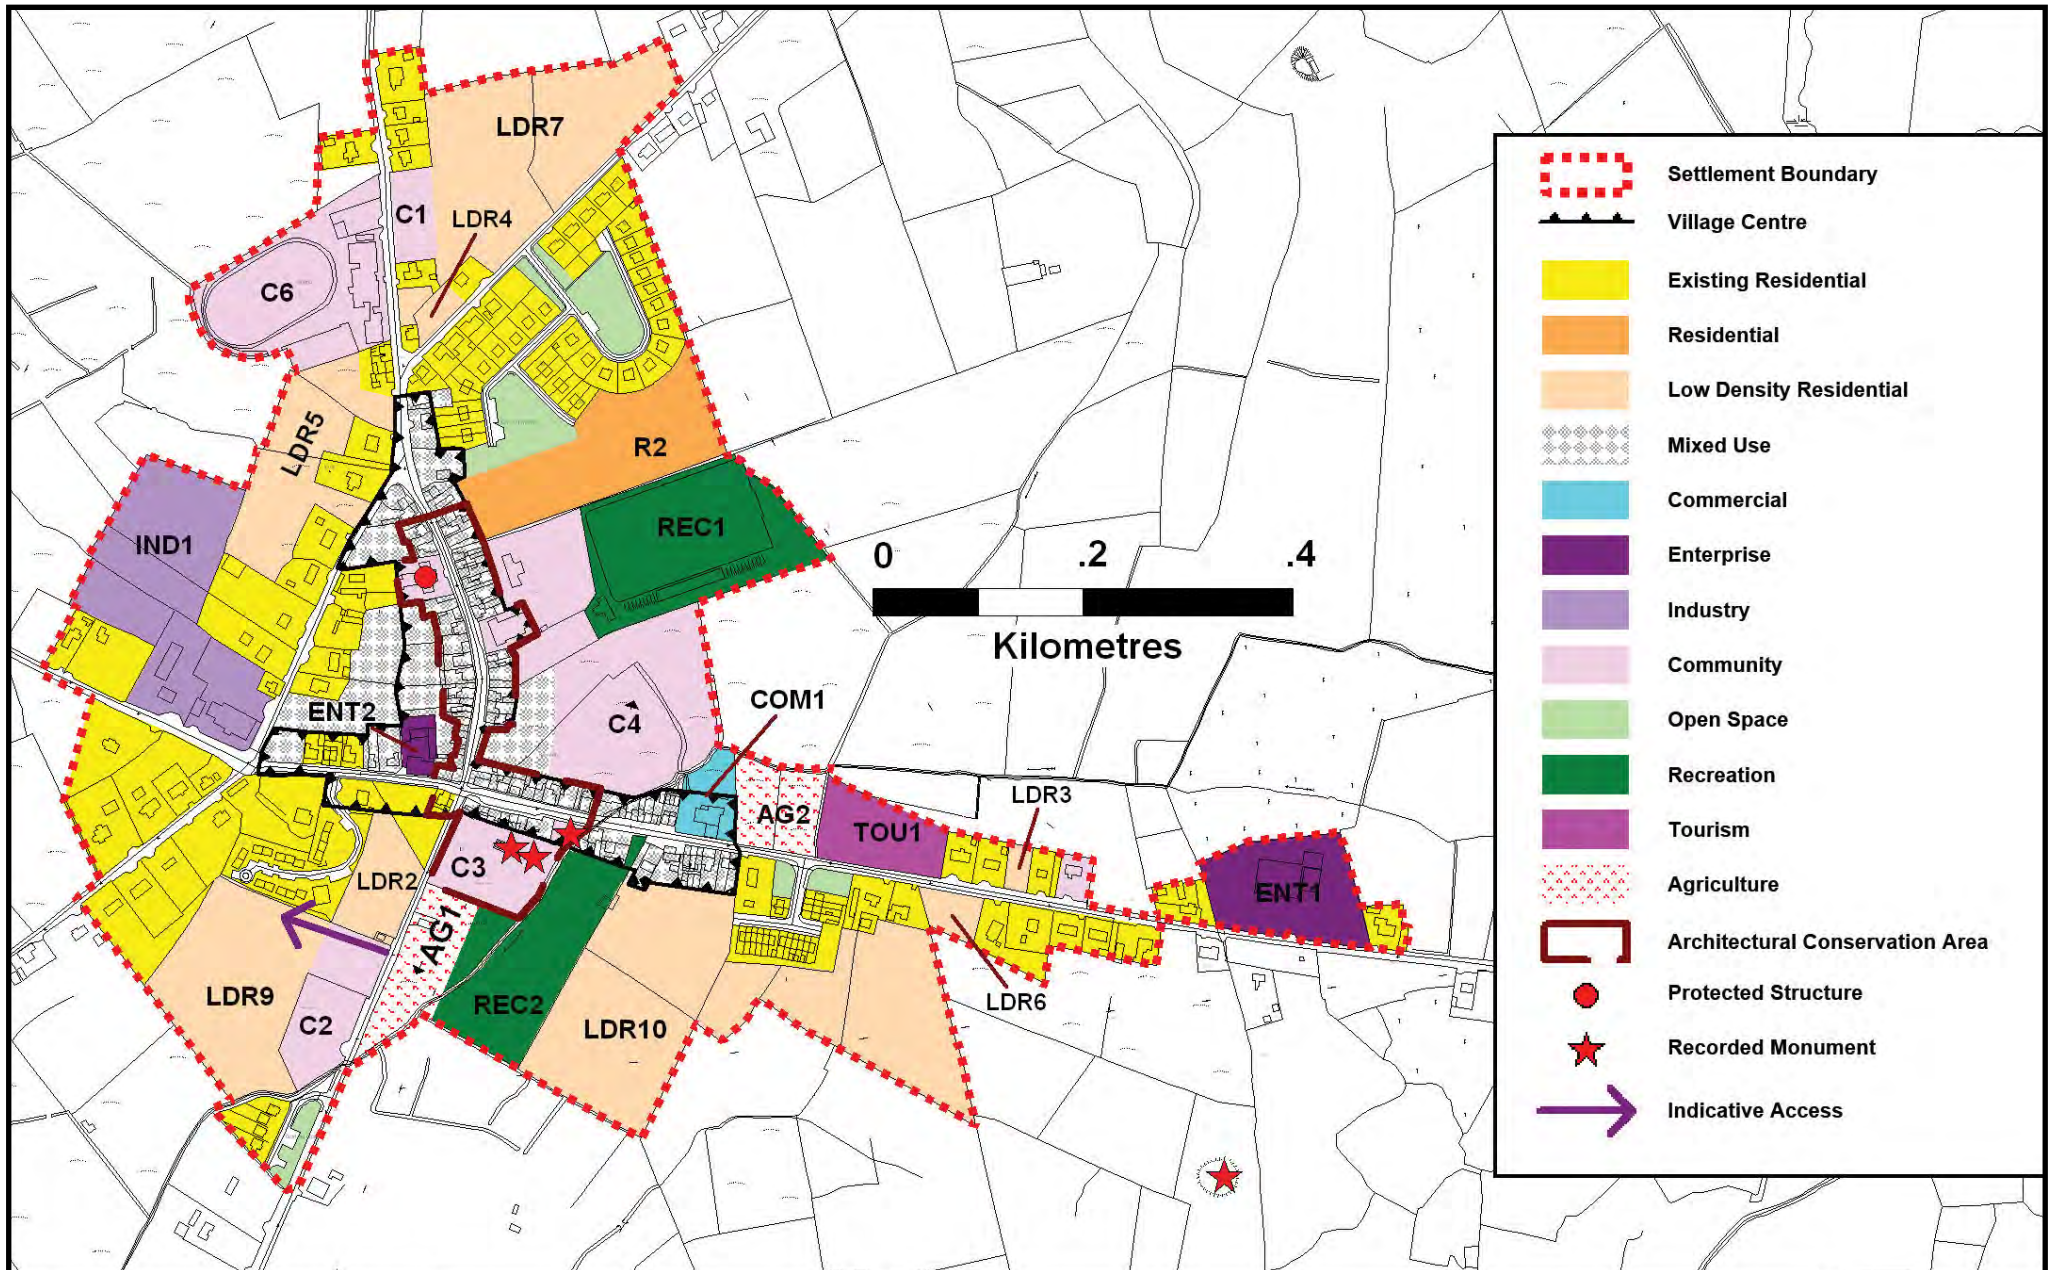 LDR7
C1
LDR4
C6
LDR5
R2
IND1
REC1
0 .2 .4
Kilometres
ENT2
C4
COM1
AG2
TOU1
LDR3
C3
LDR2
ENT1
AG1
LDR9
C2
REC2
LDR10
LDR6
Settlement Boundary
Village Centre
Existing Residential
Residential
Low Density Residential
Mixed Use
Commercial
Enterprise
Industry
Community
Open Space
Recreation
Tourism
Agriculture
Architectural Conservation Area
Protected Structure
Recorded Monument
Indicative Access